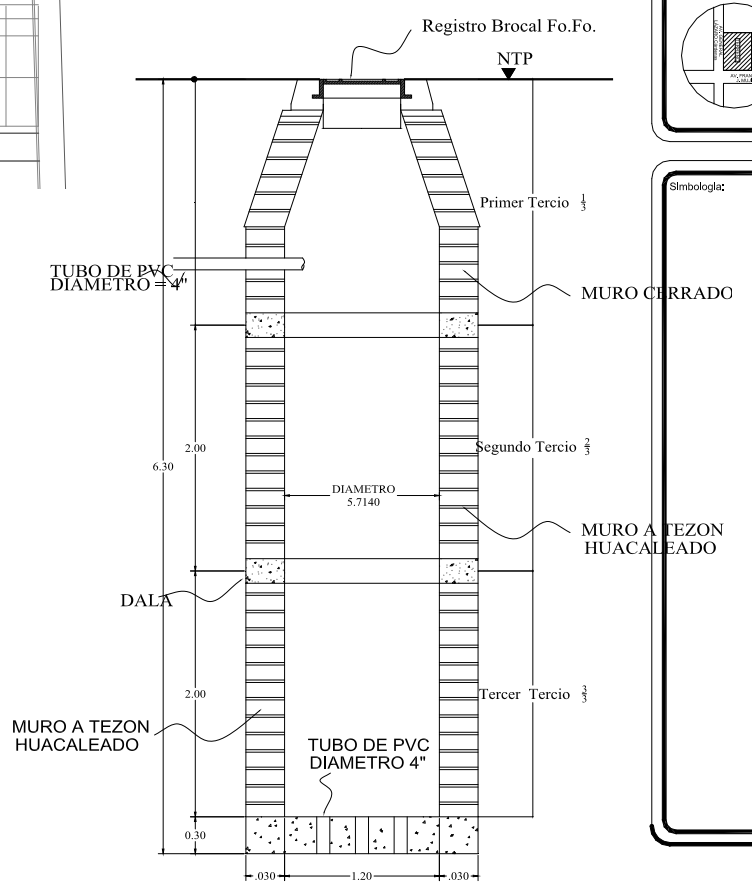 Registro Brocal Fo.Fo.
NTP
Simbología:
Primer Tercio 1/3
TUBO DE PVC
DIAMETRO = 4"
MURO CERRADO
2.00
6.30
Segundo Tercio 2/3
DIAMETRO
5.7140
MURO A TEZON
HUACALEADO
DALA
2.00
Tercer Tercio 3/3
MURO A TEZON
HUACALEADO
TUBO DE PVC
DIAMETRO 4"
0.30
.030
1.20
.030